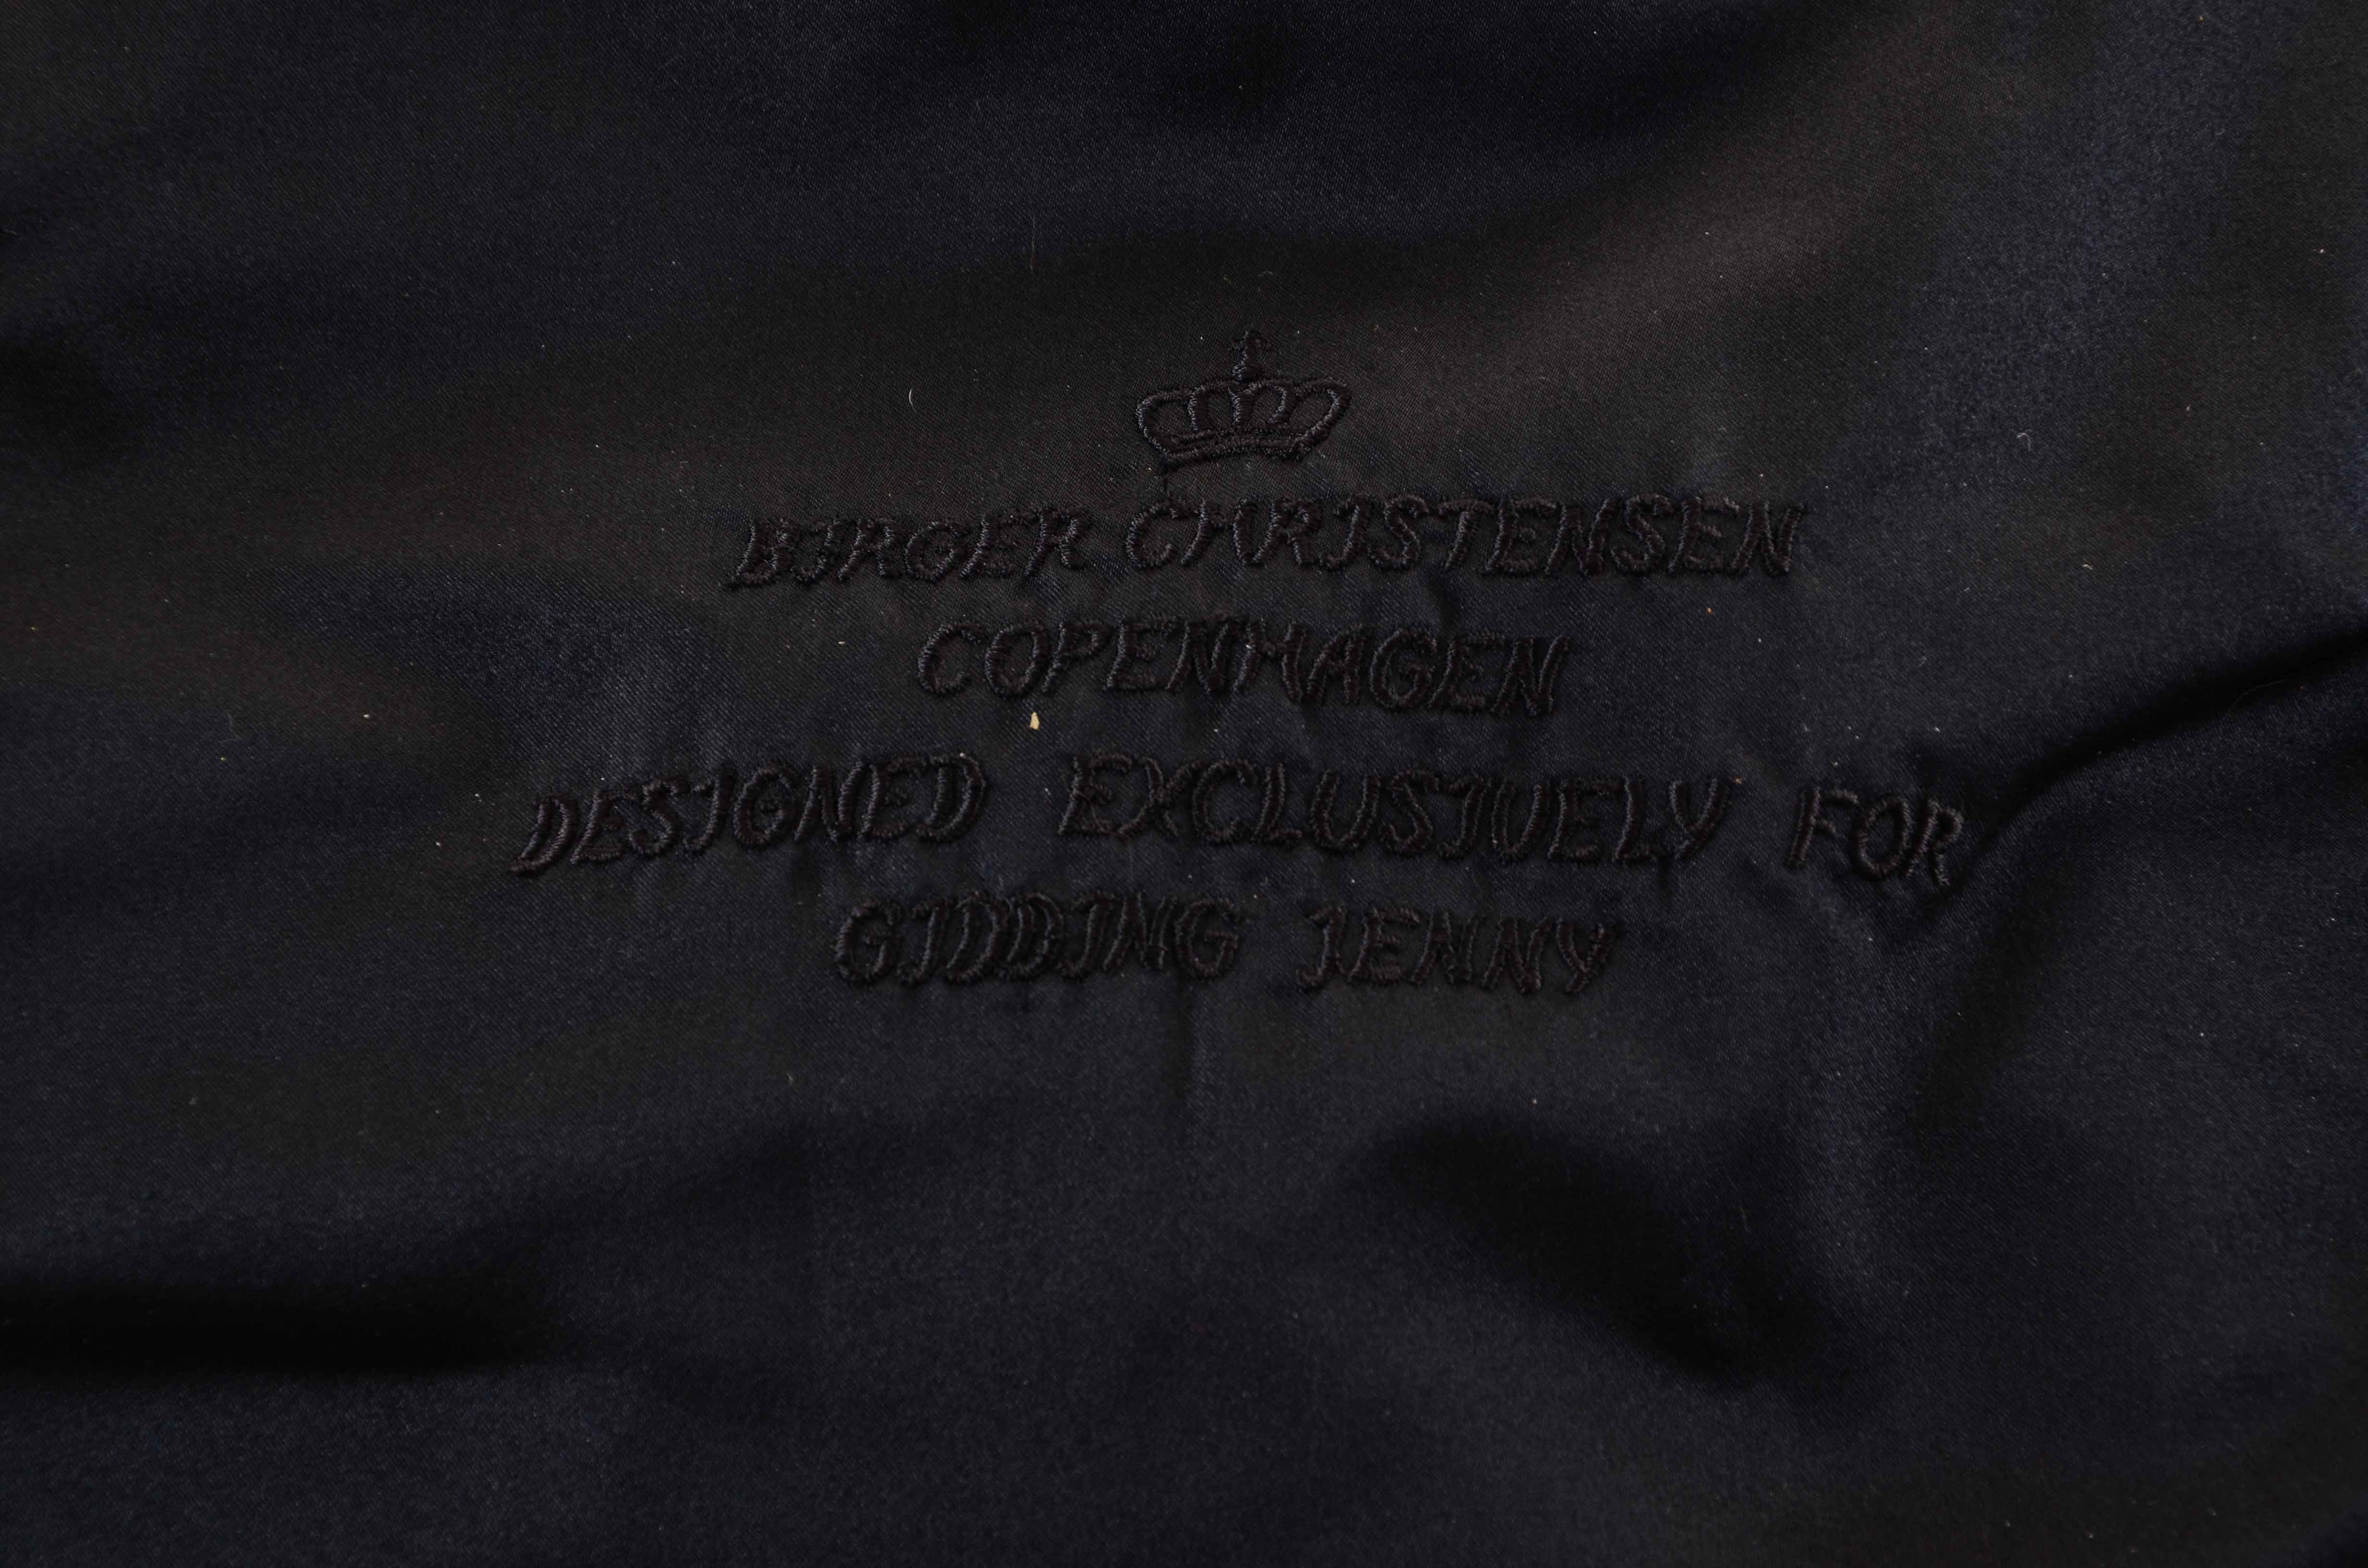 BIRGER CHRISTENSEN
COPENHAGEN
DESIGNED EXCLUSIVELY FOR
GIDDING JENNY